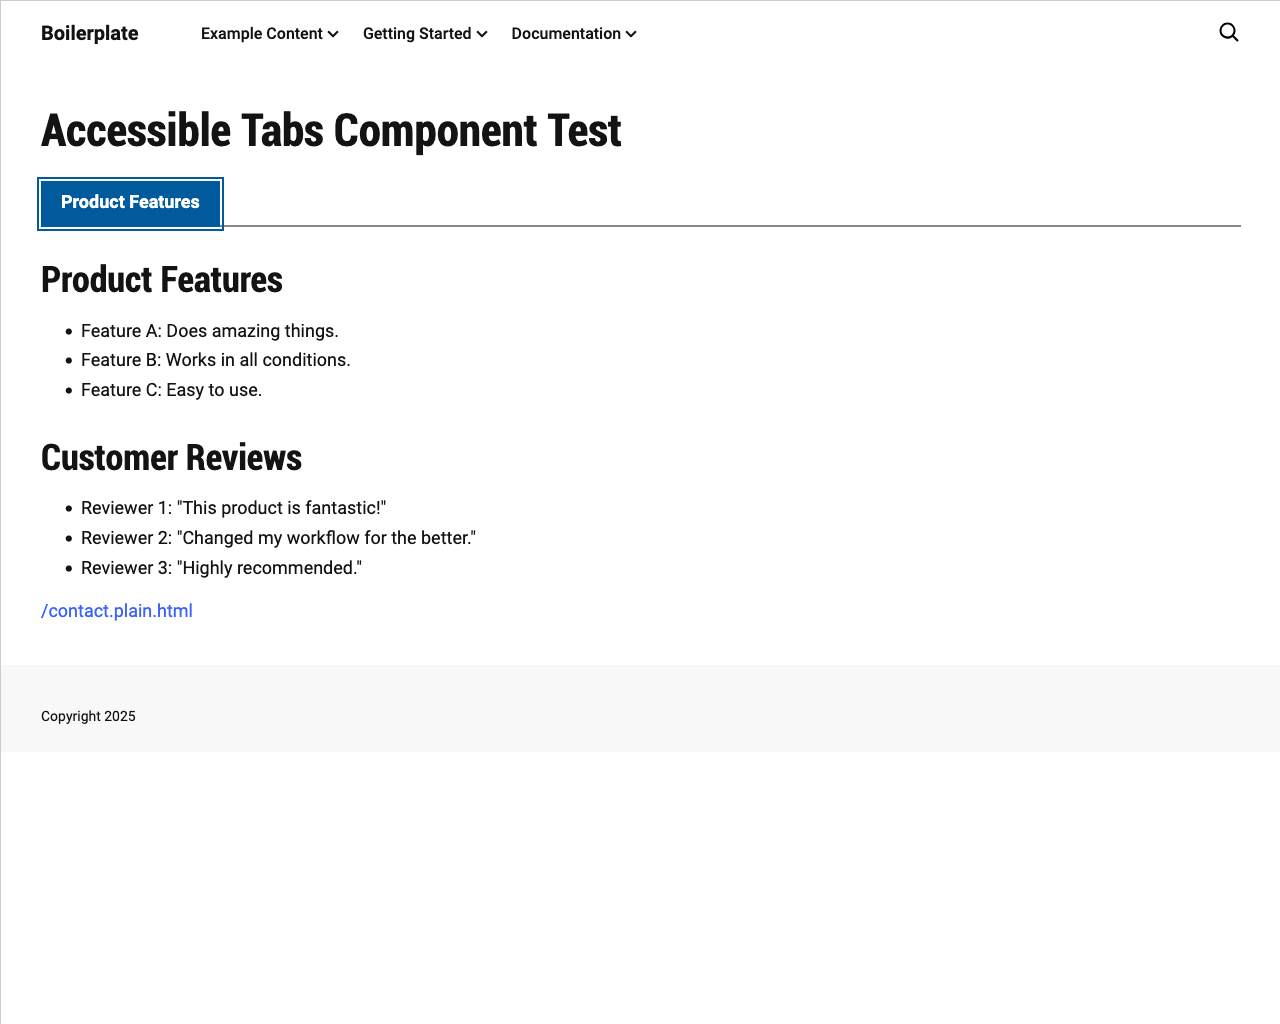 Boilerplate Example Content Getting Started Documentation
Accessible Tabs Component Test
Product Features
Product Features
Feature A: Does amazing things.
Feature B: Works in all conditions.
Feature C: Easy to use.
Customer Reviews
Reviewer 1: "This product is fantastic!"
Reviewer 2: "Changed my workflow for the better."
Reviewer 3: "Highly recommended."
/contact.plain.html
Copyright 2025